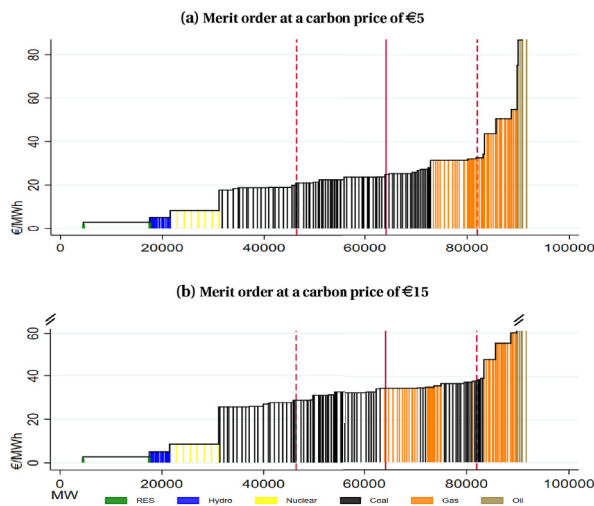 (a) Merit order at a carbon price of €5
80
60
40
20
0
€/MWh
0 20000 40000 60000 80000 100000
(b) Merit order at a carbon price of €15
60
40
20
0
€/MWh
0 20000 40000 60000 80000 100000
MW
RES Hydro Nuclear Coal Gas Oil